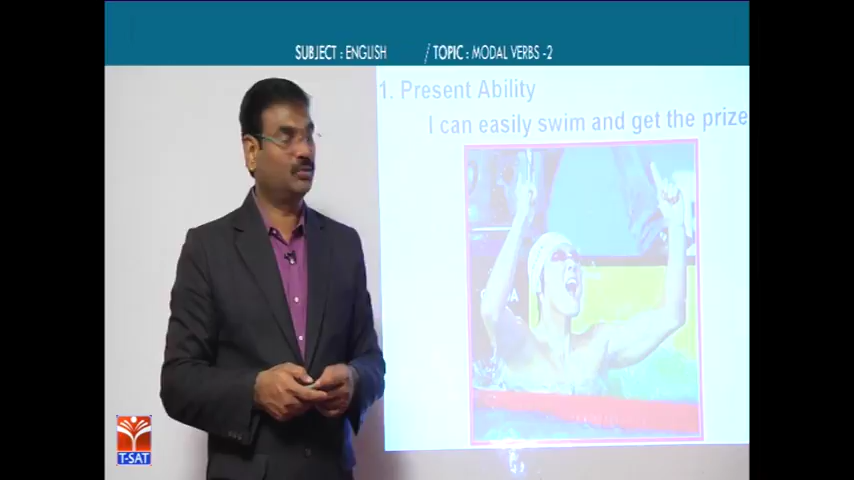 SUBJECT : ENGLISH / TOPIC : MODAL VERBS -2
1. Present Ability
I can easily swim and get the prize
T-SAT